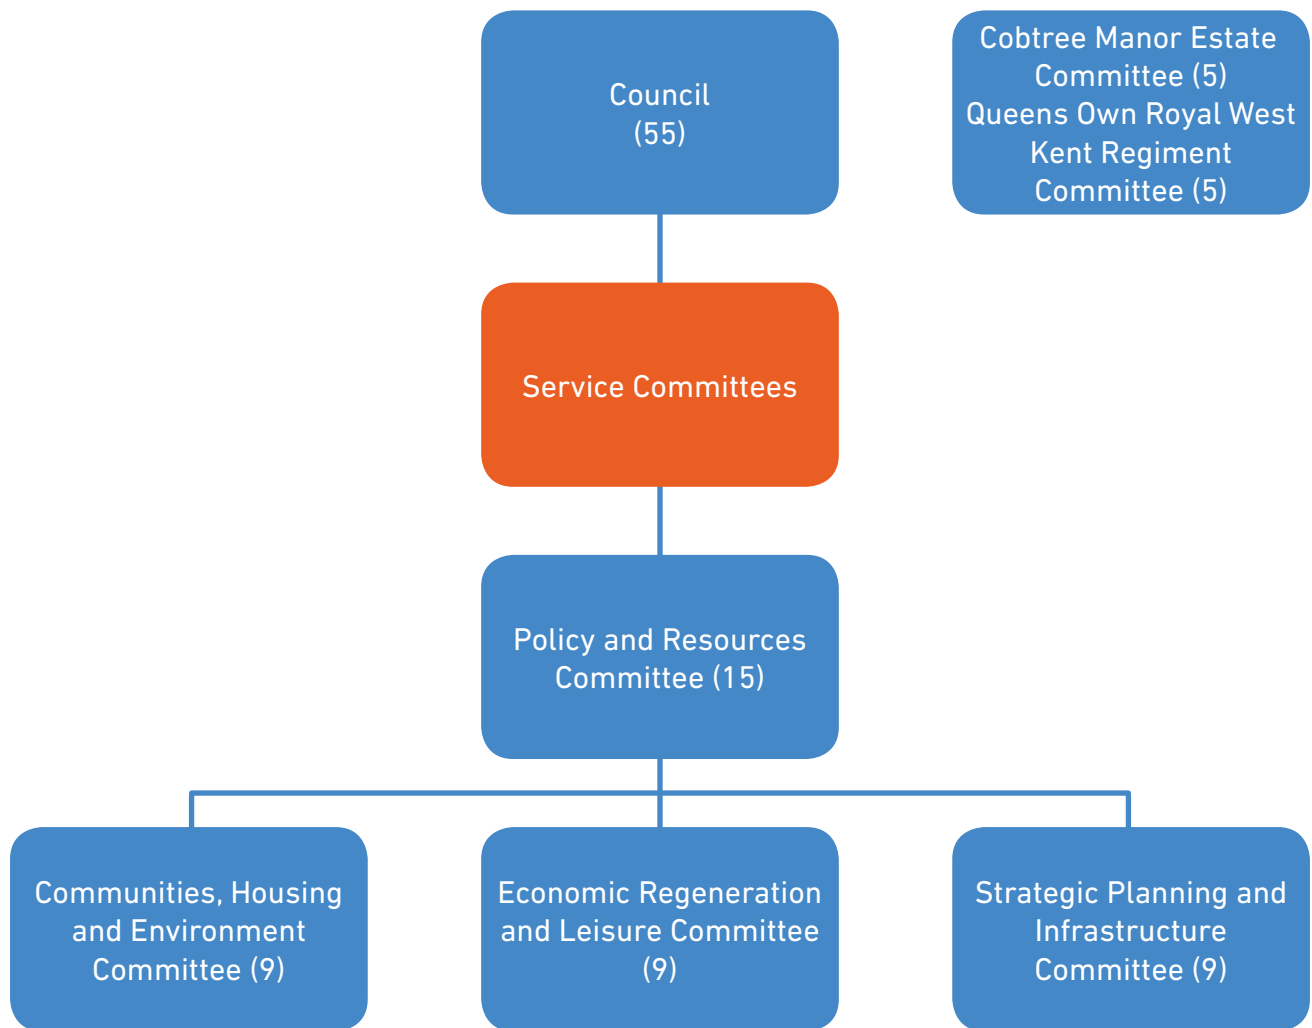 Council
(55)
Cobtree Manor Estate
Committee (5)
Queens Own Royal West
Kent Regiment
Committee (5)
Service Committees
Policy and Resources
Committee (15)
Communities, Housing
and Environment
Committee (9)
Economic Regeneration
and Leisure Committee
(9)
Strategic Planning and
Infrastructure
Committee (9)